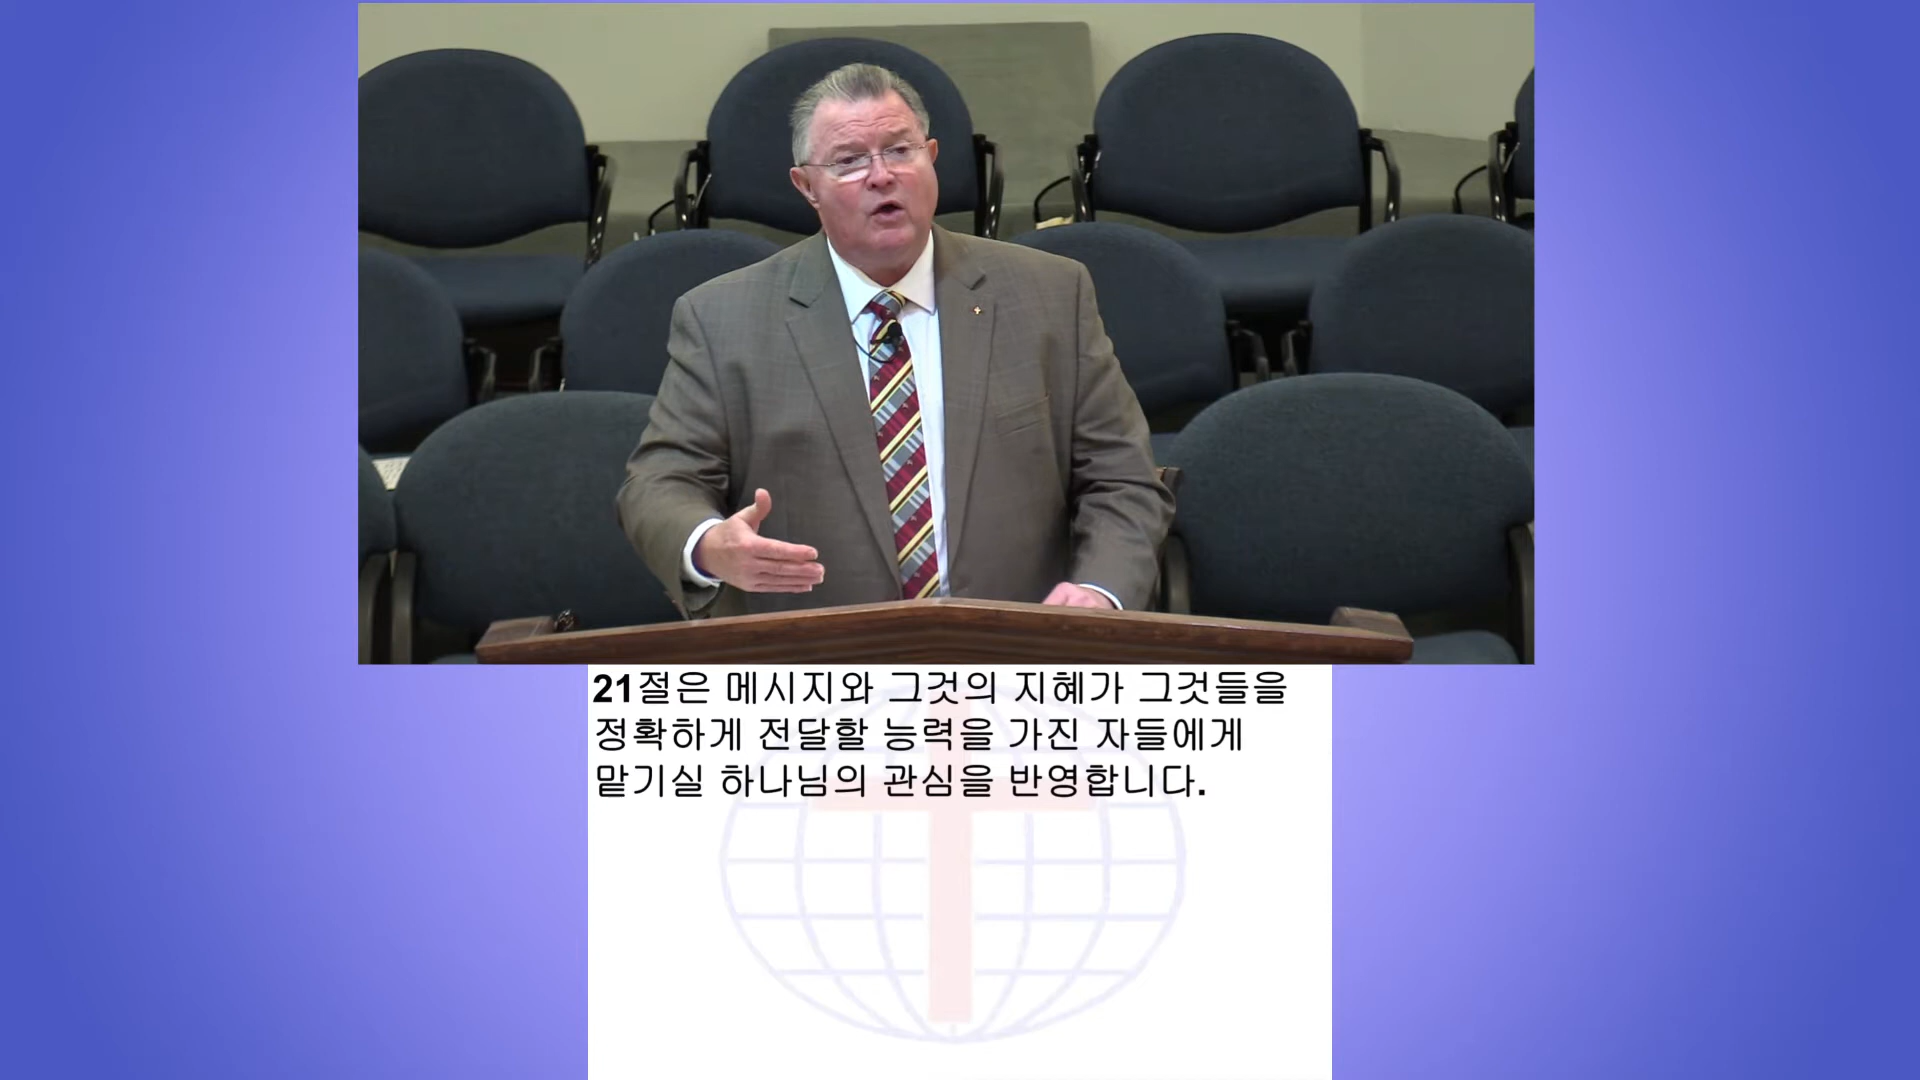 21절은 메시지와 그것의 지혜가 그것들을
정확하게 전달할 능력을 가진 자들에게
맡기실 하나님의 관심을 반영합니다.